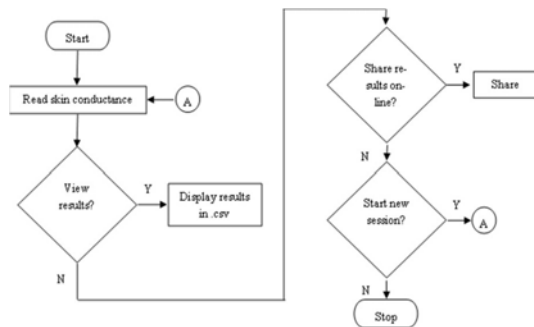 Start
Read skin conductance
A
View
results?
Y
Display results
in .csv
N
Share re-
sults on-
line?
Y
Share
N
Start new
session?
Y
A
N
Stop